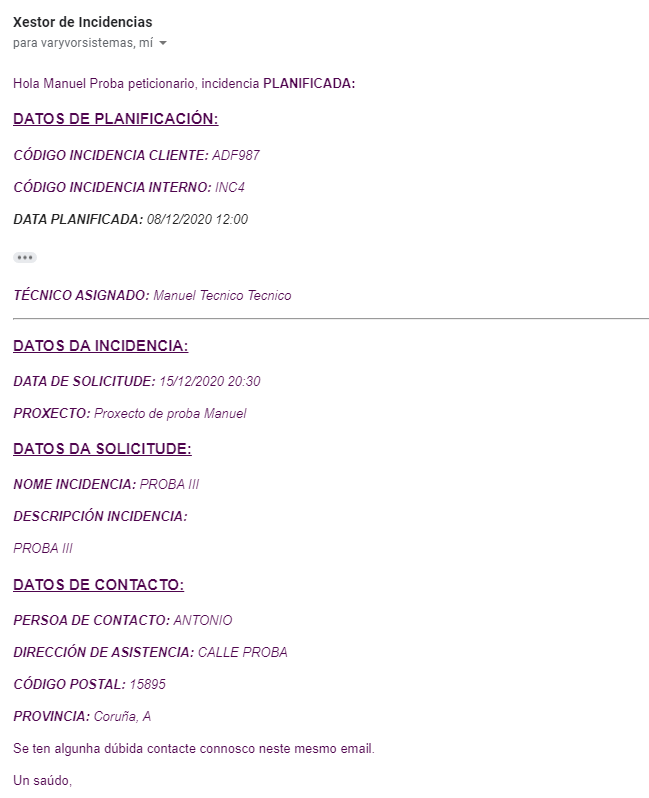 Xestor de Incidencias
para varyvorsistemas, mí
Hola Manuel Proba peticionario, incidencia PLANIFICADA:
DATOS DE PLANIFICACIÓN:
CÓDIGO INCIDENCIA CLIENTE: ADF987
CÓDIGO INCIDENCIA INTERNO: INC4
DATA PLANIFICADA: 08/12/2020 12:00
TÉCNICO ASIGNADO: Manuel Tecnico Tecnico
DATOS DA INCIDENCIA:
DATA DE SOLICITUDE: 15/12/2020 20:30
PROXECTO: Proxecto de proba Manuel
DATOS DA SOLICITUDE:
NOME INCIDENCIA: PROBA III
DESCRIPCIÓN INCIDENCIA:
PROBA III
DATOS DE CONTACTO:
PERSOA DE CONTACTO: ANTONIO
DIRECCIÓN DE ASISTENCIA: CALLE PROBA
CÓDIGO POSTAL: 15895
PROVINCIA: Coruña, A
Se ten algunha dúbida contacte connosco neste mesmo email.
Un saúdo,